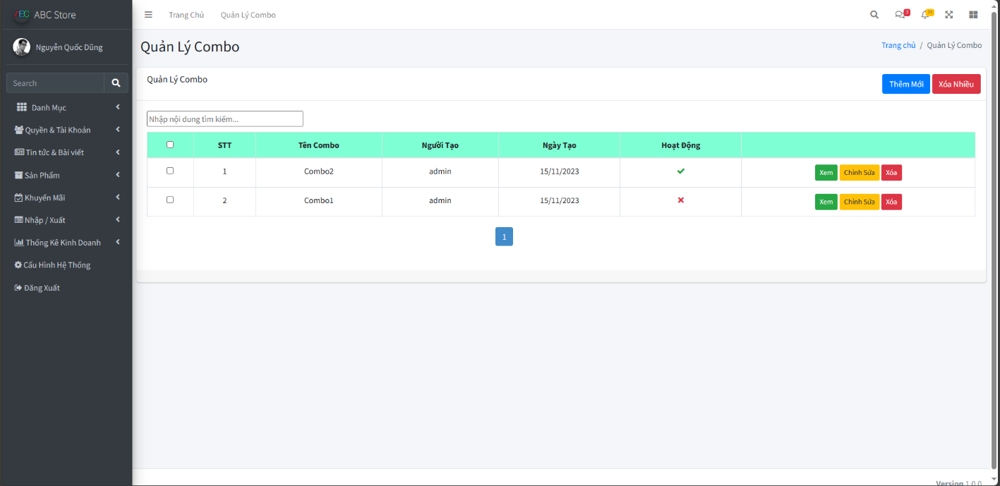 AEC ABC Store
Nguyễn Quốc Dũng
Search
Danh Mục
Quyền & Tài Khoản
Tin tức & Bài viết
Sản Phẩm
Khuyến Mãi
Nhập / Xuất
Thống Kê Kinh Doanh
Cấu Hình Hệ Thống
Đăng Xuất
Trang Chủ Quản Lý Combo
3 15
Quản Lý Combo
Trang chủ / Quản Lý Combo
Quản Lý Combo
Thêm Mới Xóa Nhiều
Nhập nội dung tìm kiếm...
STT Tên Combo Người Tạo Ngày Tạo Hoạt Động
1 Combo2 admin 15/11/2023 Xem Chỉnh Sửa Xóa
2 Combo1 admin 15/11/2023 Xem Chỉnh Sửa Xóa
1
Version 1.0.0